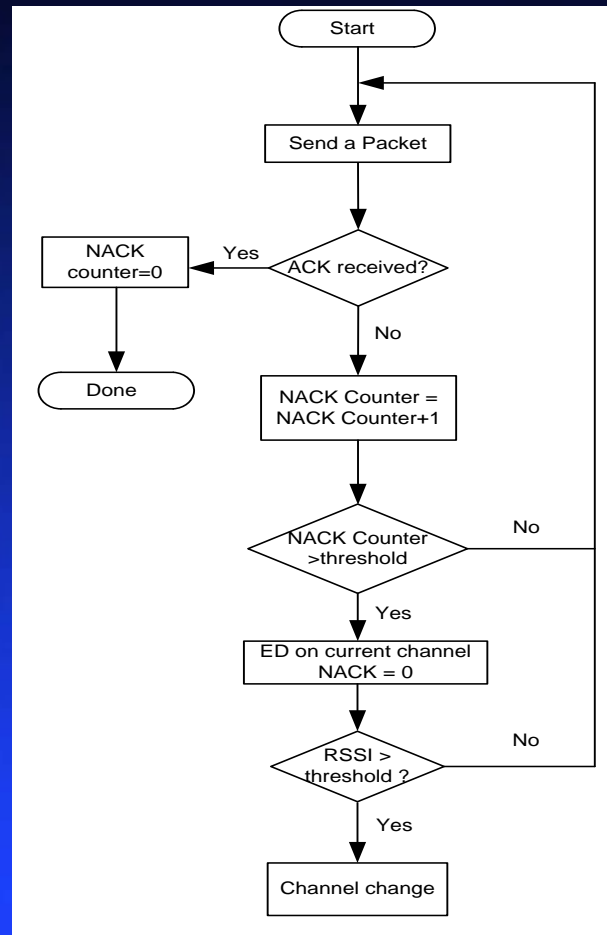 Start
Send a Packet
ACK received?
Yes
NACK
counter=0
Done
No
NACK Counter =
NACK Counter+1
NACK Counter
>threshold
No
Yes
ED on current channel
NACK = 0
RSSI >
threshold ?
No
Yes
Channel change